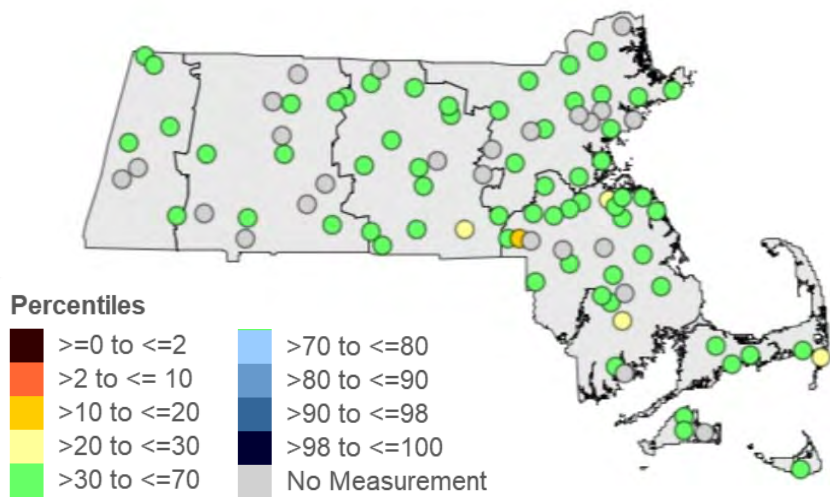 Percentiles
>=0 to <=2
>2 to <= 10
>10 to <=20
>20 to <=30
>30 to <=70
>70 to <=80
>80 to <=90
>90 to <=98
>98 to <=100
No Measurement